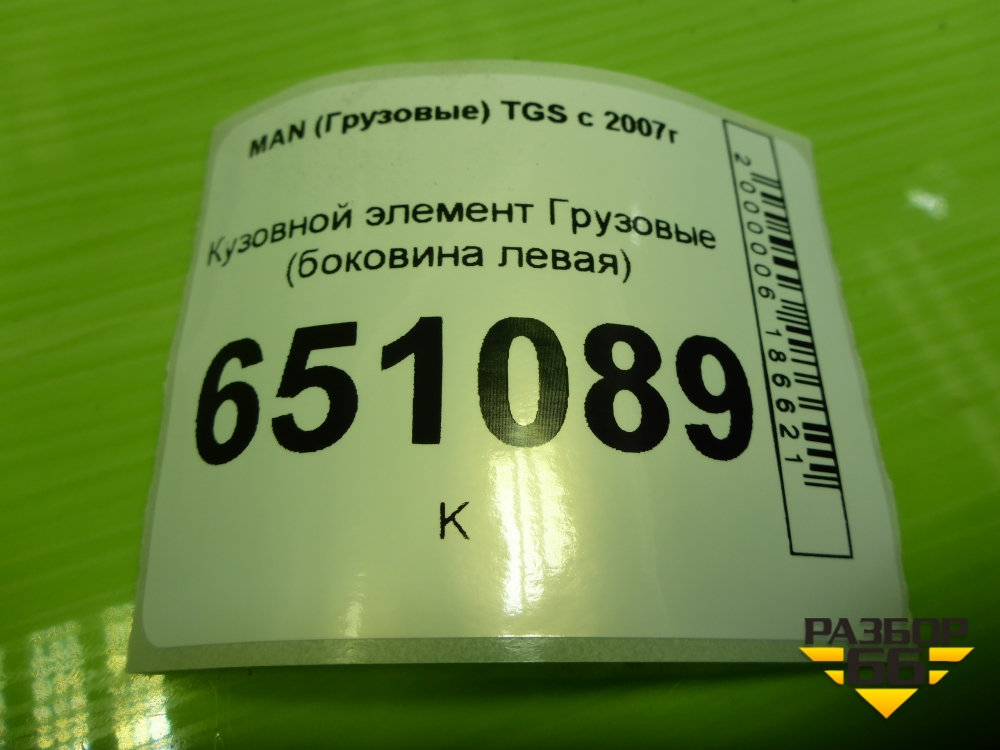 MAN (Грузовые) TGS с 2007г
Кузовной элемент Грузовые
(боковина левая)
651089
К
2000006186621
РАЗБОР
66